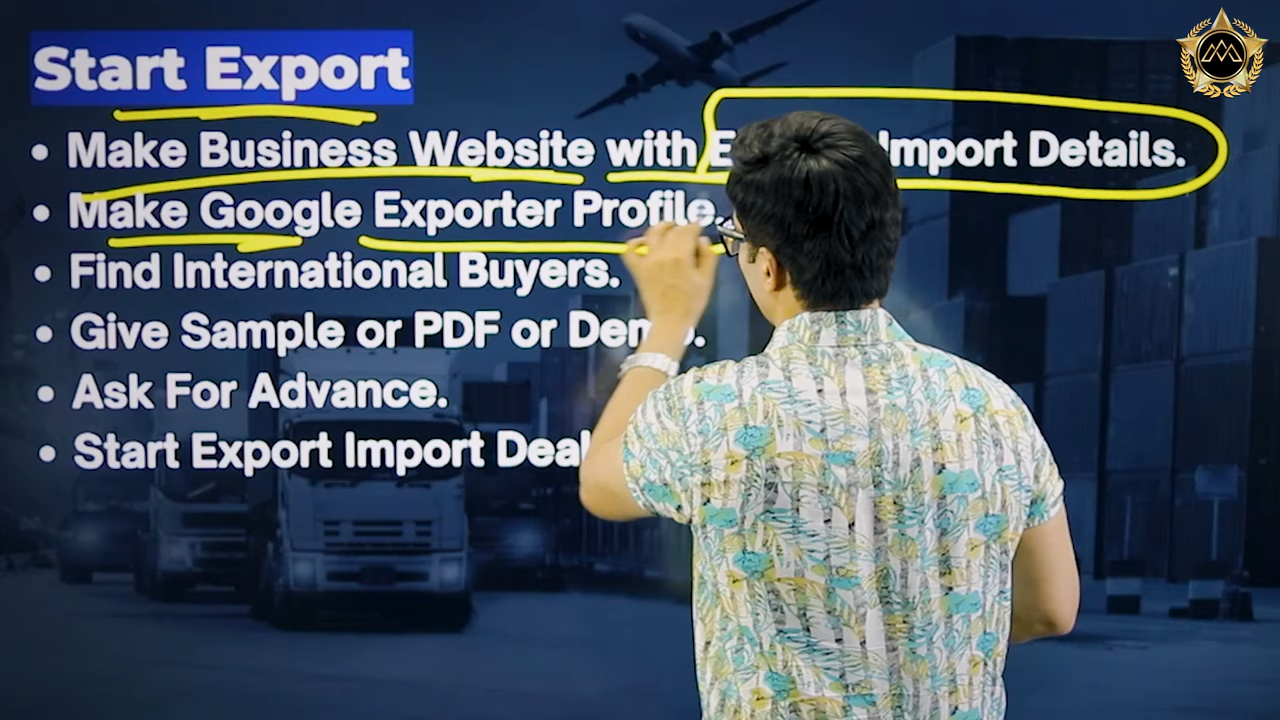 Start Export
• Make Business Website with Import Details.
• Make Google Exporter Profile.
• Find International Buyers.
• Give Sample or PDF or
• Ask For Advance.
• Start Export Import